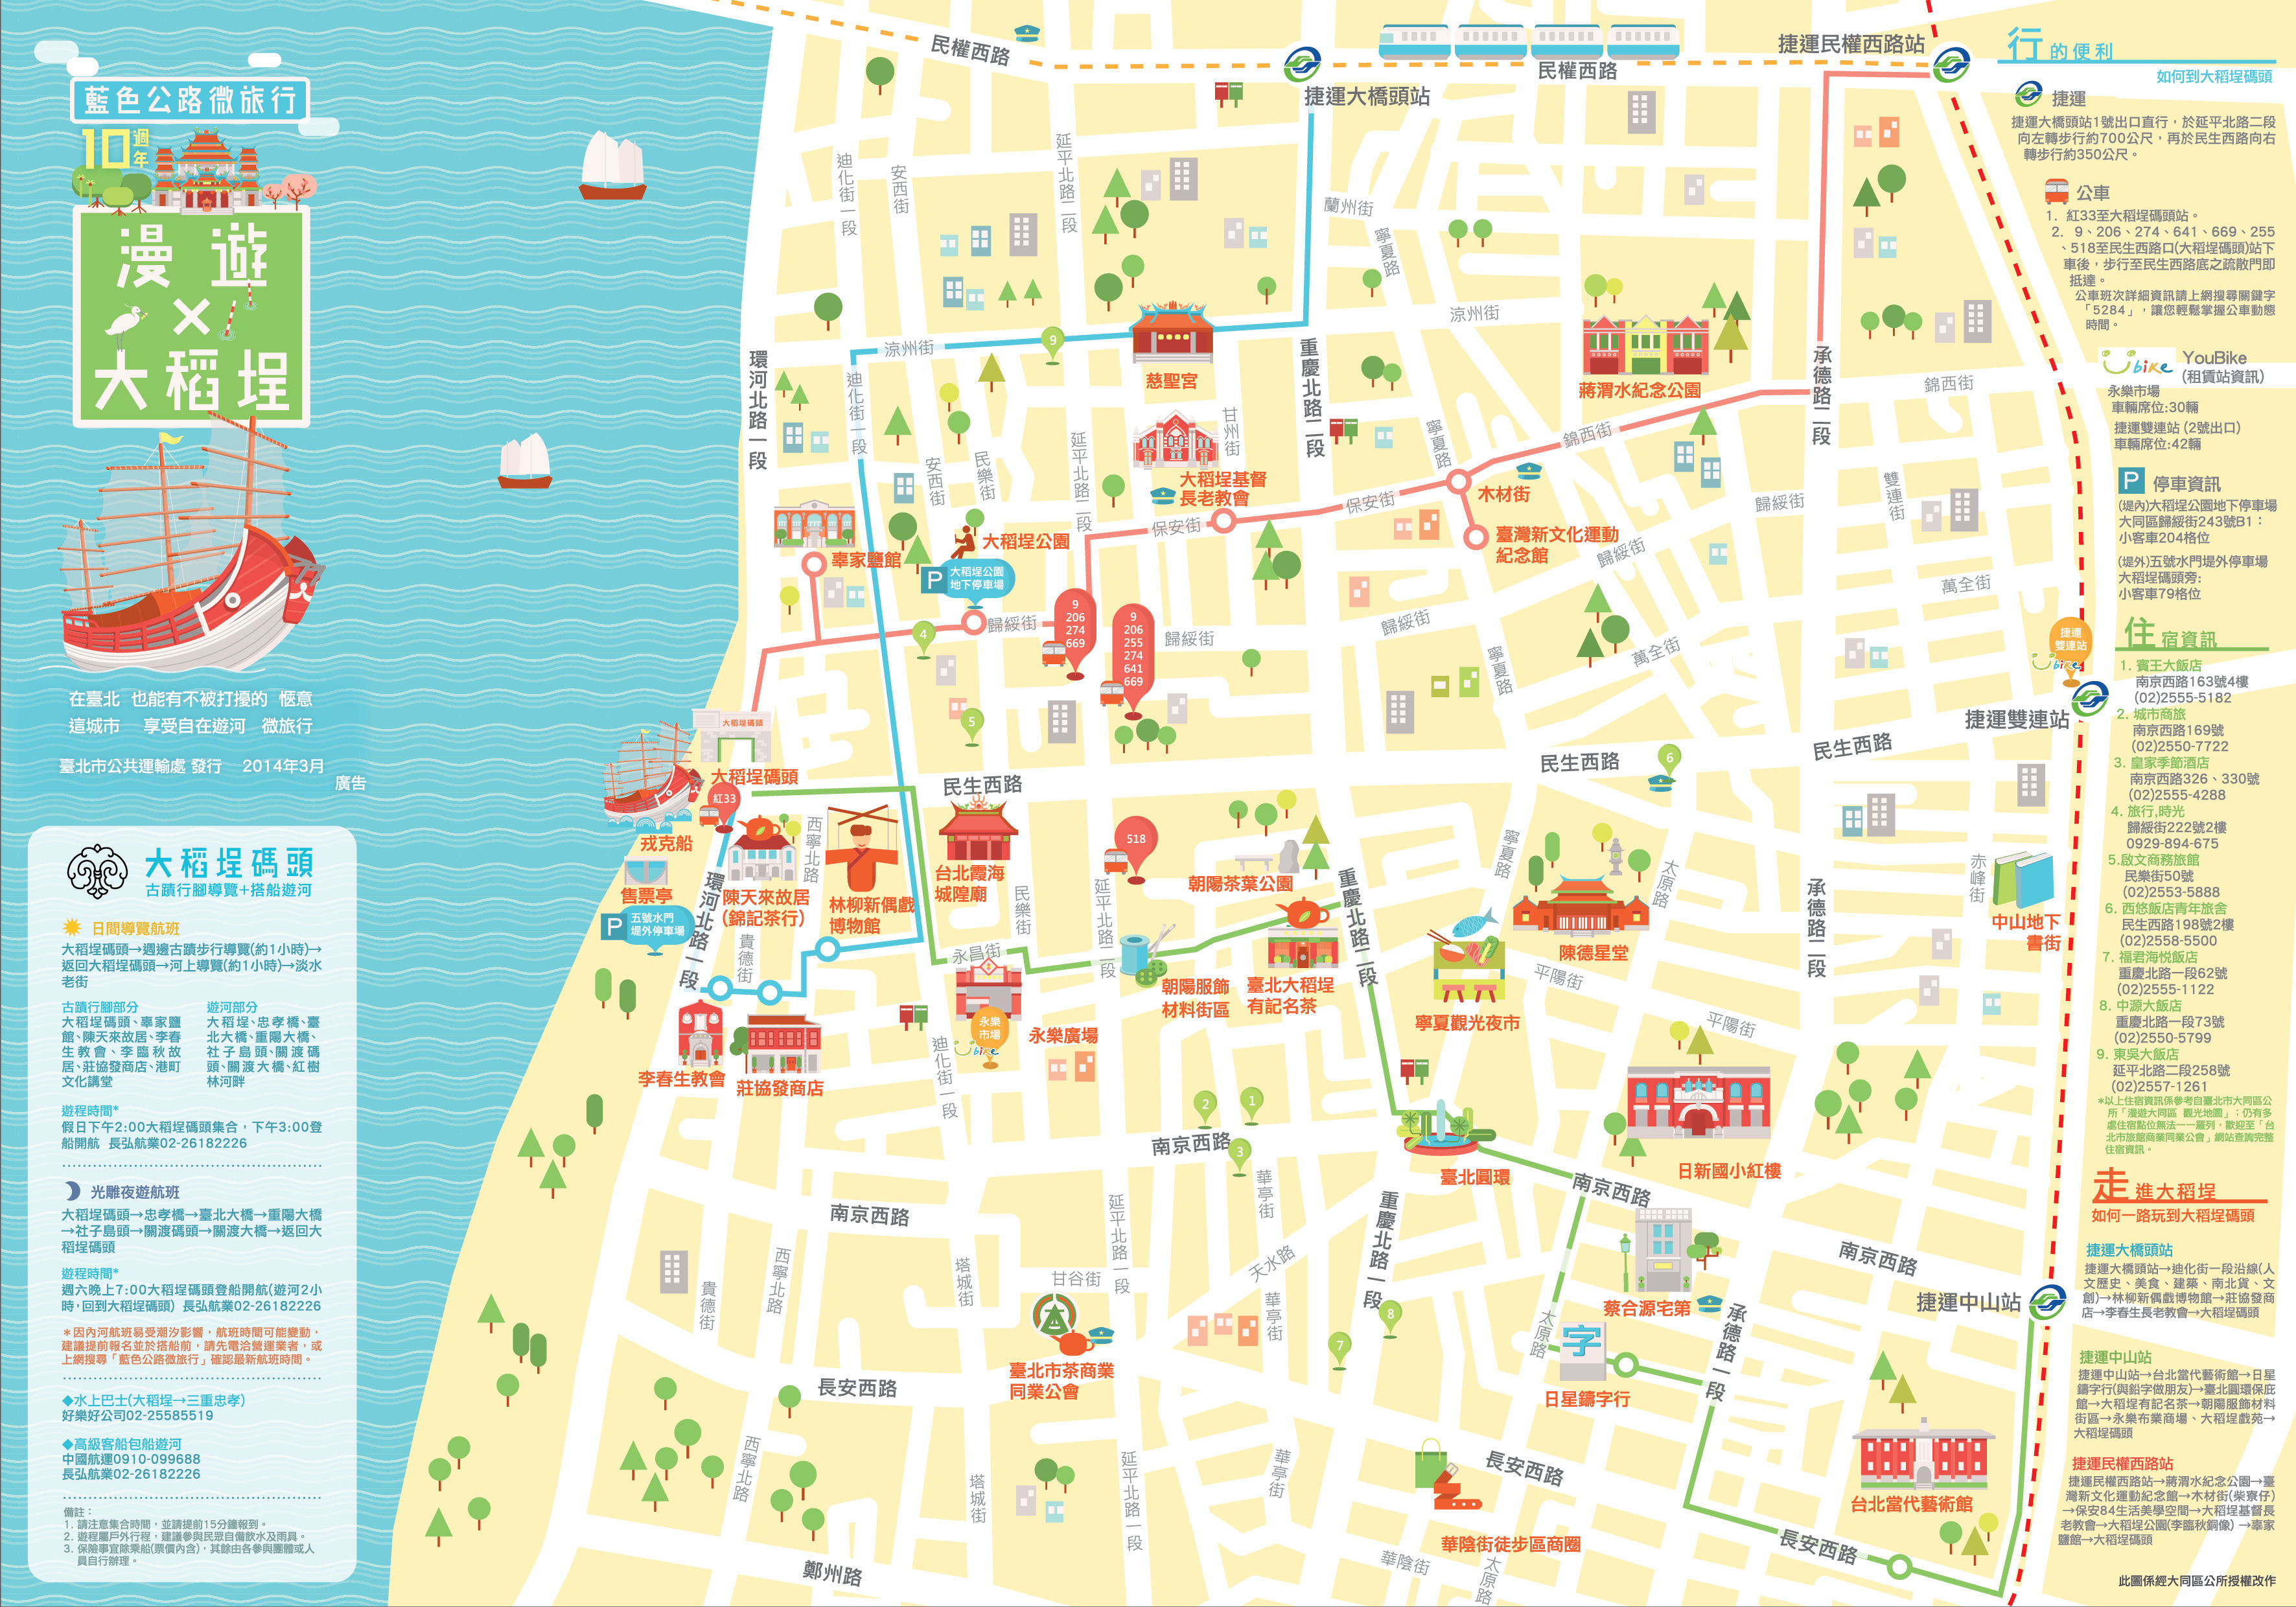 藍色公路微旅行
10週年
漫遊
×
大稻埕
在臺北 也能有不被打擾的 愜意
這城市 享受自在遊河 微旅行
臺北市公共運輸處 發行 2014年3月
廣告
大稻埕碼頭
古蹟行腳導覽+搭船遊河
日間導覽航班
大稻埕碼頭→週邊古蹟步行導覽(約1小時)→
返回大稻埕碼頭→河上導覽(約1小時)→淡水
老街
古蹟行腳部分
大稻埕碼頭、辜家鹽
館、陳天來故居、李春
生教會、李臨秋故
居、莊協發商店、港町
文化講堂
遊河部分
大稻埕、忠孝橋、臺
北大橋、重陽大橋、
社子島頭、關渡碼
頭、關渡大橋、紅樹
林河畔
遊程時間*
假日下午2:00大稻埕碼頭集合，下午3:00登
船開航 長弘航業02-26182226
光雕夜遊航班
大稻埕碼頭→忠孝橋→臺北大橋→重陽大橋
→社子島頭→關渡碼頭→關渡大橋→返回大
稻埕碼頭
遊程時間*
週六晚上7:00大稻埕碼頭登船開航(遊河2小
時，回到大稻埕碼頭) 長弘航業02-26182226
*因內河航班易受潮汐影響，航班時間可能變動，
建議提前報名並於搭船前，請先電洽營運業者，或
上網搜尋「藍色公路微旅行」確認最新航班時間。
◆水上巴士(大稻埕→三重忠孝)
好樂好公司02-25585519
◆高級客船包船遊河
中國航運0910-099688
長弘航業02-26182226
備註：
1. 請注意集合時間，並請提前15分鐘報到。
2. 遊程屬戶外行程，建議參與民眾自備飲水及雨具。
3. 保險事宜除乘船(票價內含)，其餘由各參與團體或人
員自行辦理。
民權西路
捷運大橋頭站
民權西路
捷運民權西路站
迪化街一段
安西街
延平北路二段
蘭州街
寧夏路
涼州街
環河北路一段
涼州街
9
慈聖宮
重慶北路二段
蔣渭水紀念公園
承德路二段
錦西街
迪化街一段
甘州街
安西街
民樂街
延平北路二段
大稻埕基督
長老教會
寧夏路
錦西街
木材街
雙連街
歸綏街
保安街
保安街
臺灣新文化運動
紀念館
歸綏街
辜家鹽館
大稻埕公園
P
大稻埕公園
地下停車場
萬全街
4
歸綏街
9
206
274
669
9
206
255
274
641
669
歸綏街
歸綏街
寧夏路
萬全街
捷運
雙連站
Ubike
捷運雙連站
5
大稻埕碼頭
大稻埕碼頭
紅33
戎克船
售票亭
P
五號水門
堤外停車場
民生西路
民生西路
6
民生西路
環河北路一段
陳天來故居
(錦記茶行)
西寧北路
林柳新偶戲
博物館
台北霞海
城隍廟
民樂街
延平北路二段
518
朝陽茶葉公園
重慶北路二段
寧夏路
太原路
陳德星堂
承德路二段
赤峰街
中山地下
書街
貴德街
永昌街
朝陽服飾
材料街區
臺北大稻埕
有記名茶
寧夏觀光夜市
平陽街
平陽街
永樂
市場
Ubike
永樂廣場
李春生教會
莊協發商店
迪化街一段
2
1
3
南京西路
臺北圓環
日新國小紅樓
南京西路
南京西路
南京西路
華亭街
延平北路一段
重慶北路一段
西寧北路
貴德街
塔城街
甘谷街
天水路
華亭街
臺北市茶商業
同業公會
7
8
蔡合源宅第
太原路
字
日星鑄字行
承德路一段
捷運中山站
長安西路
西寧北路
塔城街
延平北路一段
華亭街
長安西路
華陰街徒步區商圈
華陰街
太原路
台北當代藝術館
長安西路
鄭州路
行的便利
如何到大稻埕碼頭
捷運
捷運大橋頭站1號出口直行，於延平北路二段
向左轉步行約700公尺，再於民生西路向右
轉步行約350公尺。
公車
1. 紅33至大稻埕碼頭站。
2. 9、206、274、641、669、255
、518至民生西路口(大稻埕碼頭)站下
車後，步行至民生西路底之疏散門即
抵達。
公車班次詳細資訊請上網搜尋關鍵字
「5284」，讓您輕鬆掌握公車動態
時間。
Ubike
YouBike
(租賃站資訊)
永樂市場
車輛席位:30輛
捷運雙連站 (2號出口)
車輛席位:42輛
P 停車資訊
(堤內)大稻埕公園地下停車場
大同區歸綏街243號B1：
小客車204格位
(堤外)五號水門堤外停車場
大稻埕碼頭旁:
小客車79格位
住宿資訊
1. 賓王大飯店
南京西路163號4樓
(02)2555-5182
2. 城市商旅
南京西路169號
(02)2550-7722
3. 皇家季節酒店
南京西路326、330號
(02)2555-4288
4. 旅行,時光
歸綏街222號2樓
0929-894-675
5.啟文商務旅館
民樂街50號
(02)2553-5888
6. 西悠飯店青年旅舍
民生西路198號2樓
(02)2558-5500
7. 福君海悅飯店
重慶北路一段62號
(02)2555-1122
8. 中源大飯店
重慶北路一段73號
(02)2550-5799
9. 東吳大飯店
延平北路二段258號
(02)2557-1261
*以上住宿資訊係參考自臺北市大同區公
所「漫遊大同區 觀光地圖」；仍有多
處住宿點位無法一一羅列，歡迎至「台
北市旅館商業同業公會」網站查詢完整
住宿資訊。
走進大稻埕
如何一路玩到大稻埕碼頭
捷運大橋頭站
捷運大橋頭站→迪化街一段沿線(人
文歷史、美食、建築、南北貨、文
創)→林柳新偶戲博物館→莊協發商
店→李春生長老教會→大稻埕碼頭
捷運中山站
捷運中山站→台北當代藝術館→日星
鑄字行(與鉛字做朋友)→臺北圓環保庇
館→大稻埕有記名茶→朝陽服飾材料
街區→永樂布業商場、大稻埕戲苑→
大稻埕碼頭
捷運民權西路站
捷運民權西路站→蔣渭水紀念公園→臺
灣新文化運動紀念館→木材街(柴寮仔)
→保安84生活美學空間→大稻埕基督長
老教會→大稻埕公園(李臨秋銅像) →辜家
鹽館→大稻埕碼頭
此圖係經大同區公所授權改作